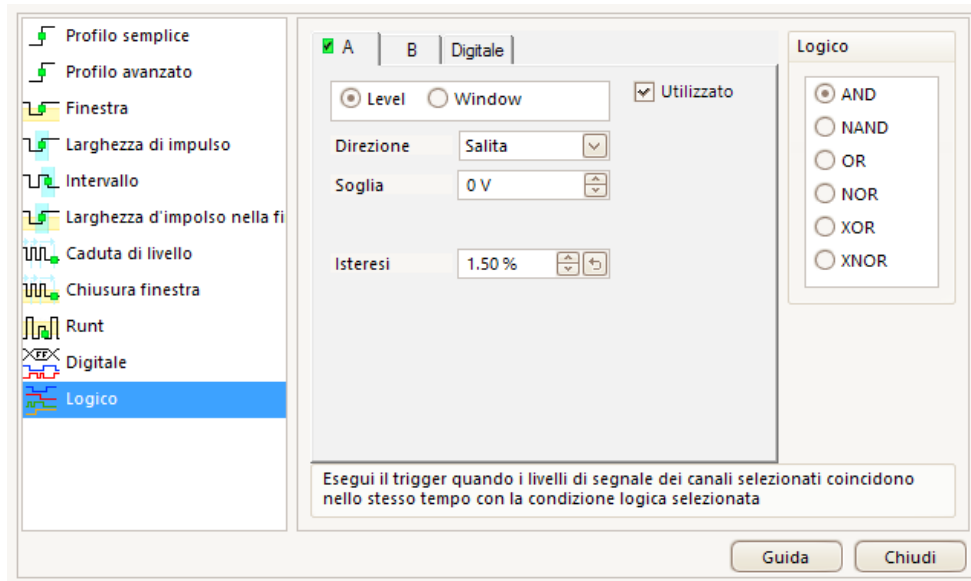 Profilo semplice
Profilo avanzato
Finestra
Larghezza di impulso
Intervallo
Larghezza d'impolso nella fi
Caduta di livello
Chiusura finestra
Runt
FF
Digitale
Logico
A
B
Digitale
Level
Window
Utilizzato
Direzione
Salita
Soglia
0 V
Isteresi
1.50 %
Logico
AND
NAND
OR
NOR
XOR
XNOR
Esegui il trigger quando i livelli di segnale dei canali selezionati coincidono
nello stesso tempo con la condizione logica selezionata
Guida
Chiudi